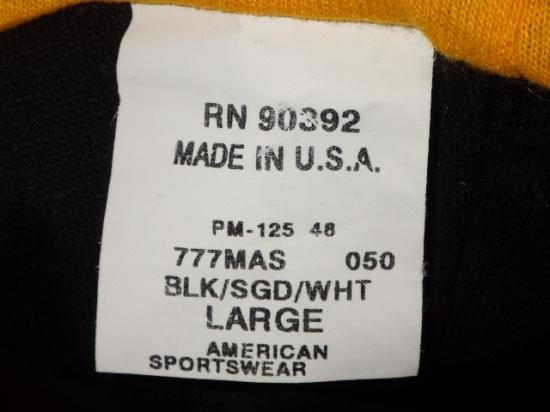 RN 90392
MADE IN U.S.A.
PM-125 48
777MAS 050
BLK/SGD/WHT
LARGE
AMERICAN
SPORTSWEAR